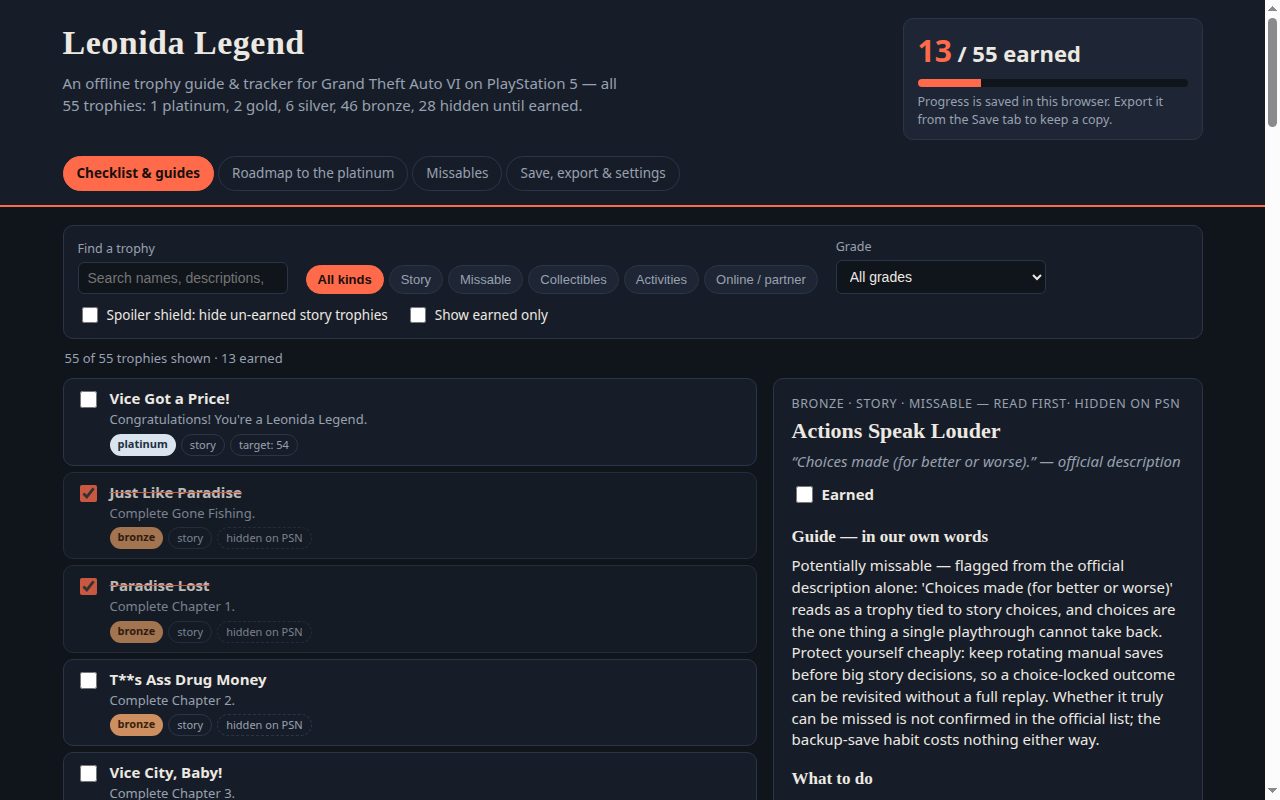 Leonida Legend
An offline trophy guide & tracker for Grand Theft Auto VI on PlayStation 5 — all
55 trophies: 1 platinum, 2 gold, 6 silver, 46 bronze, 28 hidden until earned.
13 / 55 earned
Progress is saved in this browser. Export it
from the Save tab to keep a copy.
Checklist & guides
Roadmap to the platinum
Missables
Save, export & settings
Find a trophy
Search names, descriptions,
All kinds
Story
Missable
Collectibles
Activities
Online / partner
Grade
All grades
Spoiler shield: hide un-earned story trophies
Show earned only
55 of 55 trophies shown · 13 earned
Vice Got a Price!
Congratulations! You're a Leonida Legend.
platinum
story
target: 54
Just Like Paradise
Complete Gone Fishing.
bronze
story
hidden on PSN
Paradise Lost
Complete Chapter 1.
bronze
story
hidden on PSN
T**s Ass Drug Money
Complete Chapter 2.
bronze
story
hidden on PSN
Vice City, Baby!
Complete Chapter 3.
BRONZE · STORY · MISSABLE — READ FIRST· HIDDEN ON PSN
Actions Speak Louder
“Choices made (for better or worse).” — official description
Earned
Guide — in our own words
Potentially missable — flagged from the official
description alone: 'Choices made (for better or worse)'
reads as a trophy tied to story choices, and choices are
the one thing a single playthrough cannot take back.
Protect yourself cheaply: keep rotating manual saves
before big story decisions, so a choice-locked outcome
can be revisited without a full replay. Whether it truly
can be missed is not confirmed in the official list; the
backup-save habit costs nothing either way.
What to do